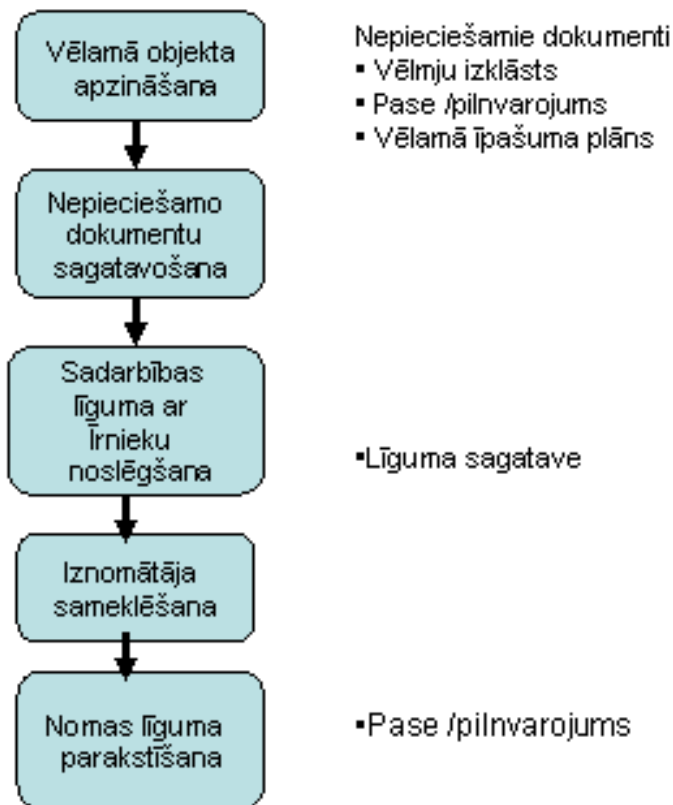 Vēlamā objekta
apzināšana
Nepieciešamie dokumenti
▪ Vēlmju izklāsts
▪ Pase /pilnvarojums
▪ Vēlamā īpašuma plāns
Nepieciešamo
dokumentu
sagatavošana
Sadarbības
līguma ar
Īrnieku
noslēgšana
▪Līguma sagatave
Iznomātāja
sameklēšana
Nomas līguma
parakstīšana
▪Pase /pilnvarojums